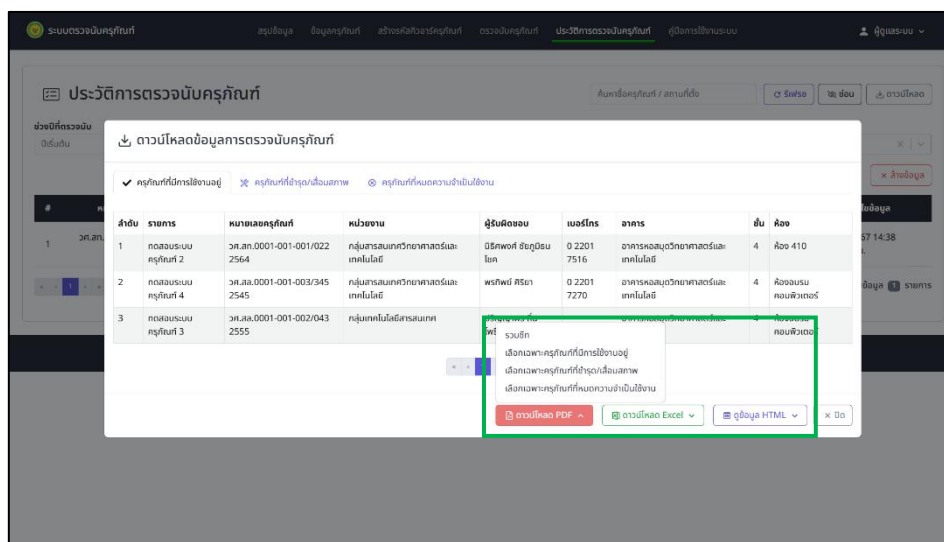 ระบบตรวจนับครุภัณฑ์ สรุปข้อมูล ข้อมูลครุภัณฑ์ สร้างรหัสคิวอาร์ครุภัณฑ์ ตรวจนับครุภัณฑ์ ประวัติการตรวจนับครุภัณฑ์ คู่มือการใช้งานระบบ ผู้ดูแลระบบ
ประวัติการตรวจนับครุภัณฑ์ ค้นหาชื่อครุภัณฑ์ / สถานที่ตั้ง รีเฟรช ซ่อน ดาวน์โหลด
ช่วงปีที่ตรวจนับ
ปีเริ่มต้น
ดาวน์โหลดข้อมูลการตรวจนับครุภัณฑ์
× ล้างข้อมูล
ครุภัณฑ์ที่มีการใช้งานอยู่ ครุภัณฑ์ที่ชำรุด/เสื่อมสภาพ ครุภัณฑ์ที่หมดความจำเป็นใช้งาน
#
ลำดับ รายการ หมายเลขครุภัณฑ์ หน่วยงาน ผู้รับผิดชอบ เบอร์โทร อาคาร ชั้น ห้อง
1 ทดสอบระบบ วศ.สท.0001-001-001/022 กลุ่มสารสนเทศวิทยาศาสตร์และ นิธิศพงศ์ ชัยภูมิธน 0 2201 อาคารหอสมุดวิทยาศาสตร์และ 4 ห้อง 410
ครุภัณฑ์ 2 2564 เทคโนโลยี โชค 7516 เทคโนโลยี
1 67 14:38
2 ทดสอบระบบ วศ.สล.0001-001-003/345 กลุ่มสารสนเทศวิทยาศาสตร์และ พรทิพย์ ศิริยา 0 2201 อาคารหอสมุดวิทยาศาสตร์และ 4 ห้องอบรม
ครุภัณฑ์ 4 2545 เทคโนโลยี 7270 เทคโนโลยี คอมพิวเตอร์
1 1 รายการ
3 ทดสอบระบบ วศ.สล.0001-001-002/043 กลุ่มเทคโนโลยีสารสนเทศ
ครุภัณฑ์ 3 2555 คอมพิวเตอร์
รวมชีท
เลือกเฉพาะครุภัณฑ์ที่มีการใช้งานอยู่
เลือกเฉพาะครุภัณฑ์ที่ชำรุด/เสื่อมสภาพ
เลือกเฉพาะครุภัณฑ์ที่หมดความจำเป็นใช้งาน
ดาวน์โหลด PDF ดาวน์โหลด Excel ดูข้อมูล HTML × ปิด